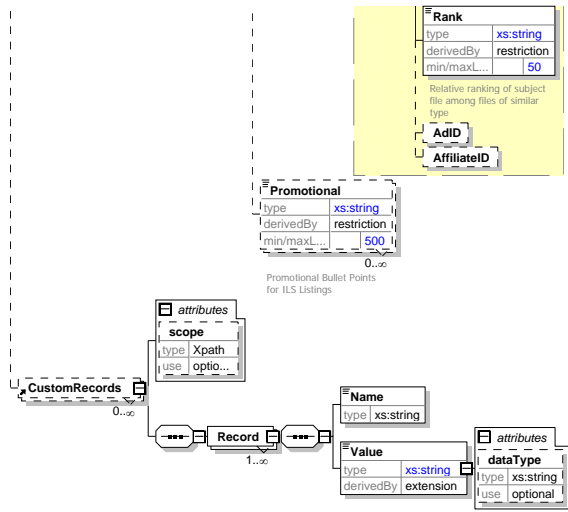 Rank
type xs:string
derivedBy restriction
min/maxL... 50
Relative ranking of subject
file among files of similar
type
AdID
AffiliateID
Promotional
type xs:string
derivedBy restriction
min/maxL... 500
0..∞
Promotional Bullet Points
for ILS Listings
attributes
scope
type Xpath
use optio...
CustomRecords
0..∞
Record
1..∞
Name
type xs:string
Value
type xs:string
derivedBy extension
attributes
dataType
type xs:string
use optional